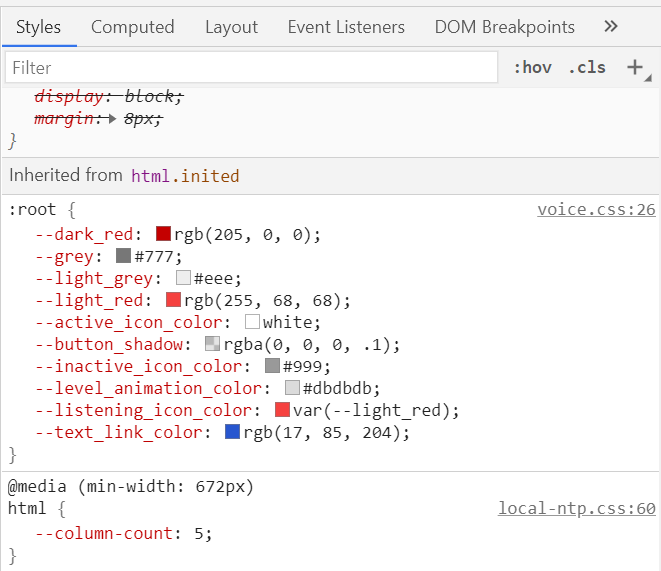 Styles Computed Layout Event Listeners DOM Breakpoints »
Filter :hov .cls +
display: block;
margin: ▶ 8px;
}
Inherited from html.inited
:root { voice.css:26
--dark_red: rgb(205, 0, 0);
--grey: #777;
--light_grey: #eee;
--light_red: rgb(255, 68, 68);
--active_icon_color: white;
--button_shadow: rgba(0, 0, 0, .1);
--inactive_icon_color: #999;
--level_animation_color: #dbdbdb;
--listening_icon_color: var(--light_red);
--text_link_color: rgb(17, 85, 204);
}
@media (min-width: 672px)
html { local-ntp.css:60
--column-count: 5;
}